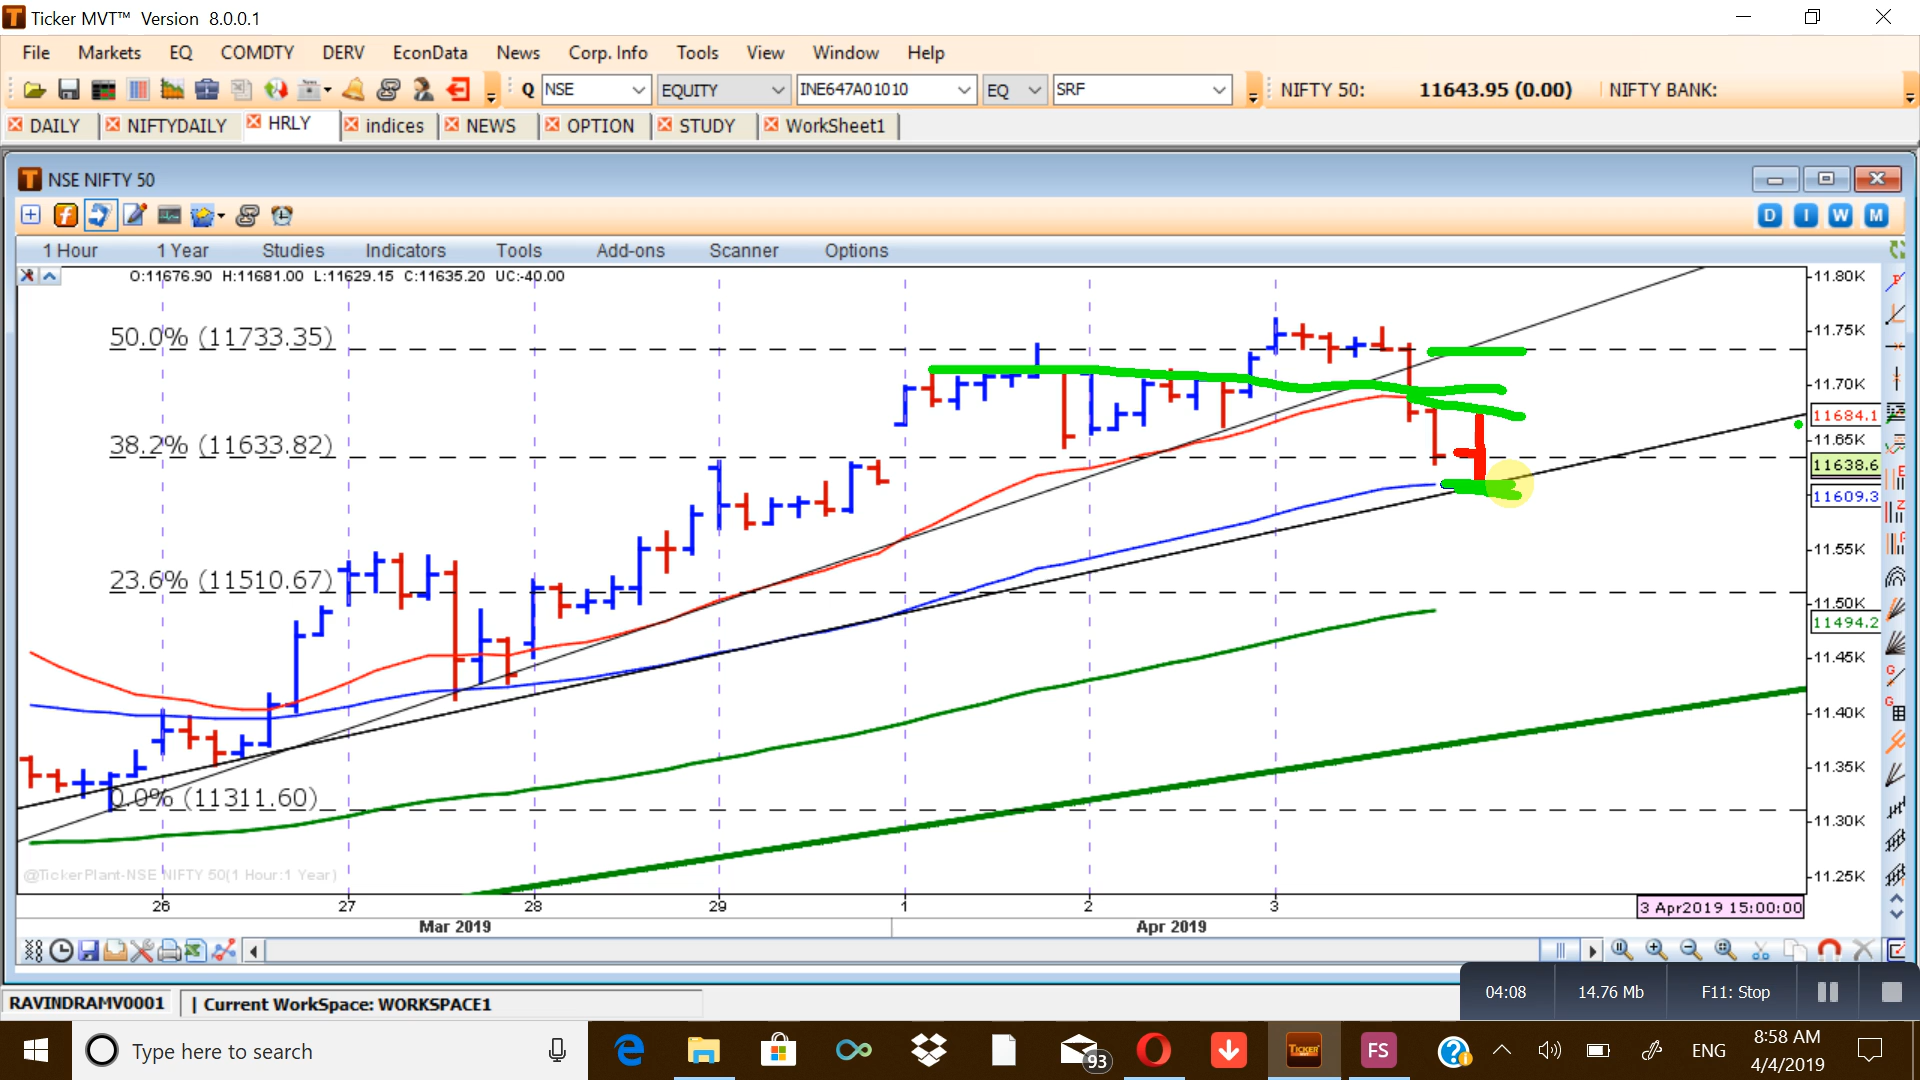 Ticker MVT™ Version 8.0.0.1
File Markets EQ COMDTY DERV EconData News Corp. Info Tools View Window Help
Q NSE EQUITY INE647A01010 EQ SRF NIFTY 50: 11643.95 (0.00) NIFTY BANK:
DAILY NIFTYDAILY HRLY indices NEWS OPTION STUDY WorkSheet1
NSE NIFTY 50
D I W M
1 Hour 1 Year Studies Indicators Tools Add-ons Scanner Options
O:11676.90 H:11681.00 L:11629.15 C:11635.20 UC:-40.00
11.80K
50.0% (11733.35)
11.75K
11.70K
11684.1
38.2% (11633.82)
11.65K
11638.6
11609.3
11.55K
23.6% (11510.67)
11.50K
11494.2
11.45K
11.40K
11.35K
0.0% (11311.60)
11.30K
@TickerPlant-NSE NIFTY 50(1 Hour:1 Year)
11.25K
26 27 28 29 1 2 3
3 Apr2019 15:00:00
Mar 2019 Apr 2019
RAVINDRAMV0001 | Current WorkSpace: WORKSPACE1
04:08 14.76 Mb F11: Stop
Type here to search
93
TICKER
FS
ENG
8:58 AM
4/4/2019